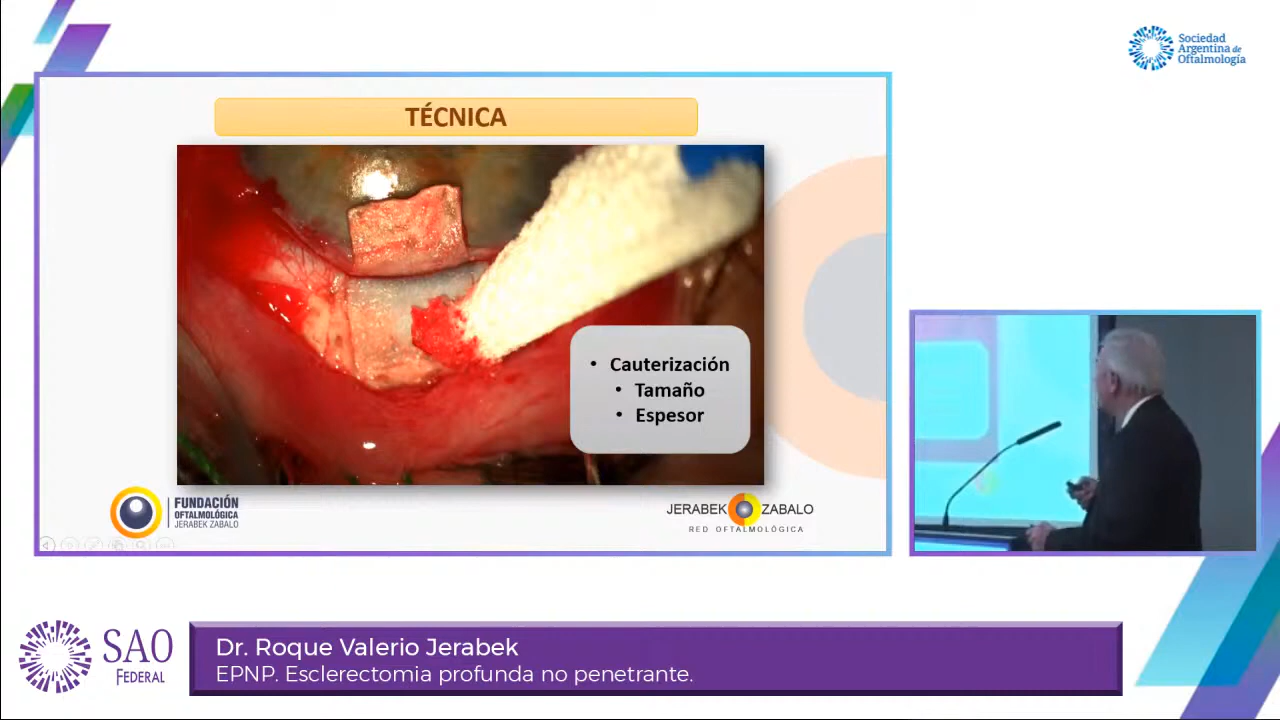 Sociedad
Argentina de
Oftalmología
TÉCNICA
• Cauterización
• Tamaño
• Espesor
FUNDACIÓN
OFTALMOLÓGICA
JERABEK ZABALO
JERABEK ZABALO
RED OFTALMOLÓGICA
SAO
FEDERAL
Dr. Roque Valerio Jerabek
EPNP. Esclerectomia profunda no penetrante.